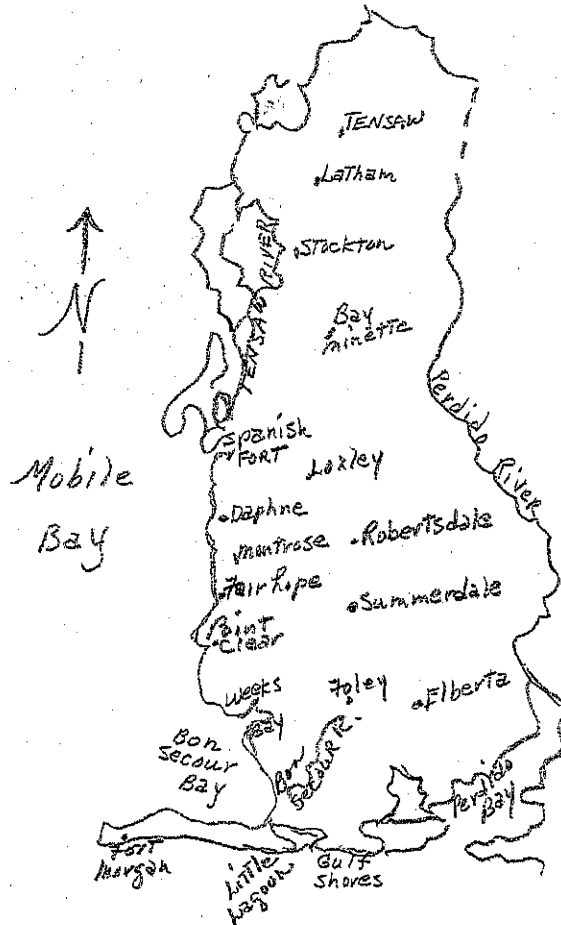 TENSAW
Latham
N
TENSAW RIVER
Stockton
Bay
Minette
Perdido River
Spanish
FORT
Mobile
Bay
Loxley
Daphne
Montrose
Robertsdale
Fairhope
Summerdale
Point
Clear
Weeks
Bay
Foley
Elberta
Bon
Secour
Bay
Bon
Secour R.
Perdido
Bay
Fort
Morgan
Little
Lagoon
Gulf
Shores